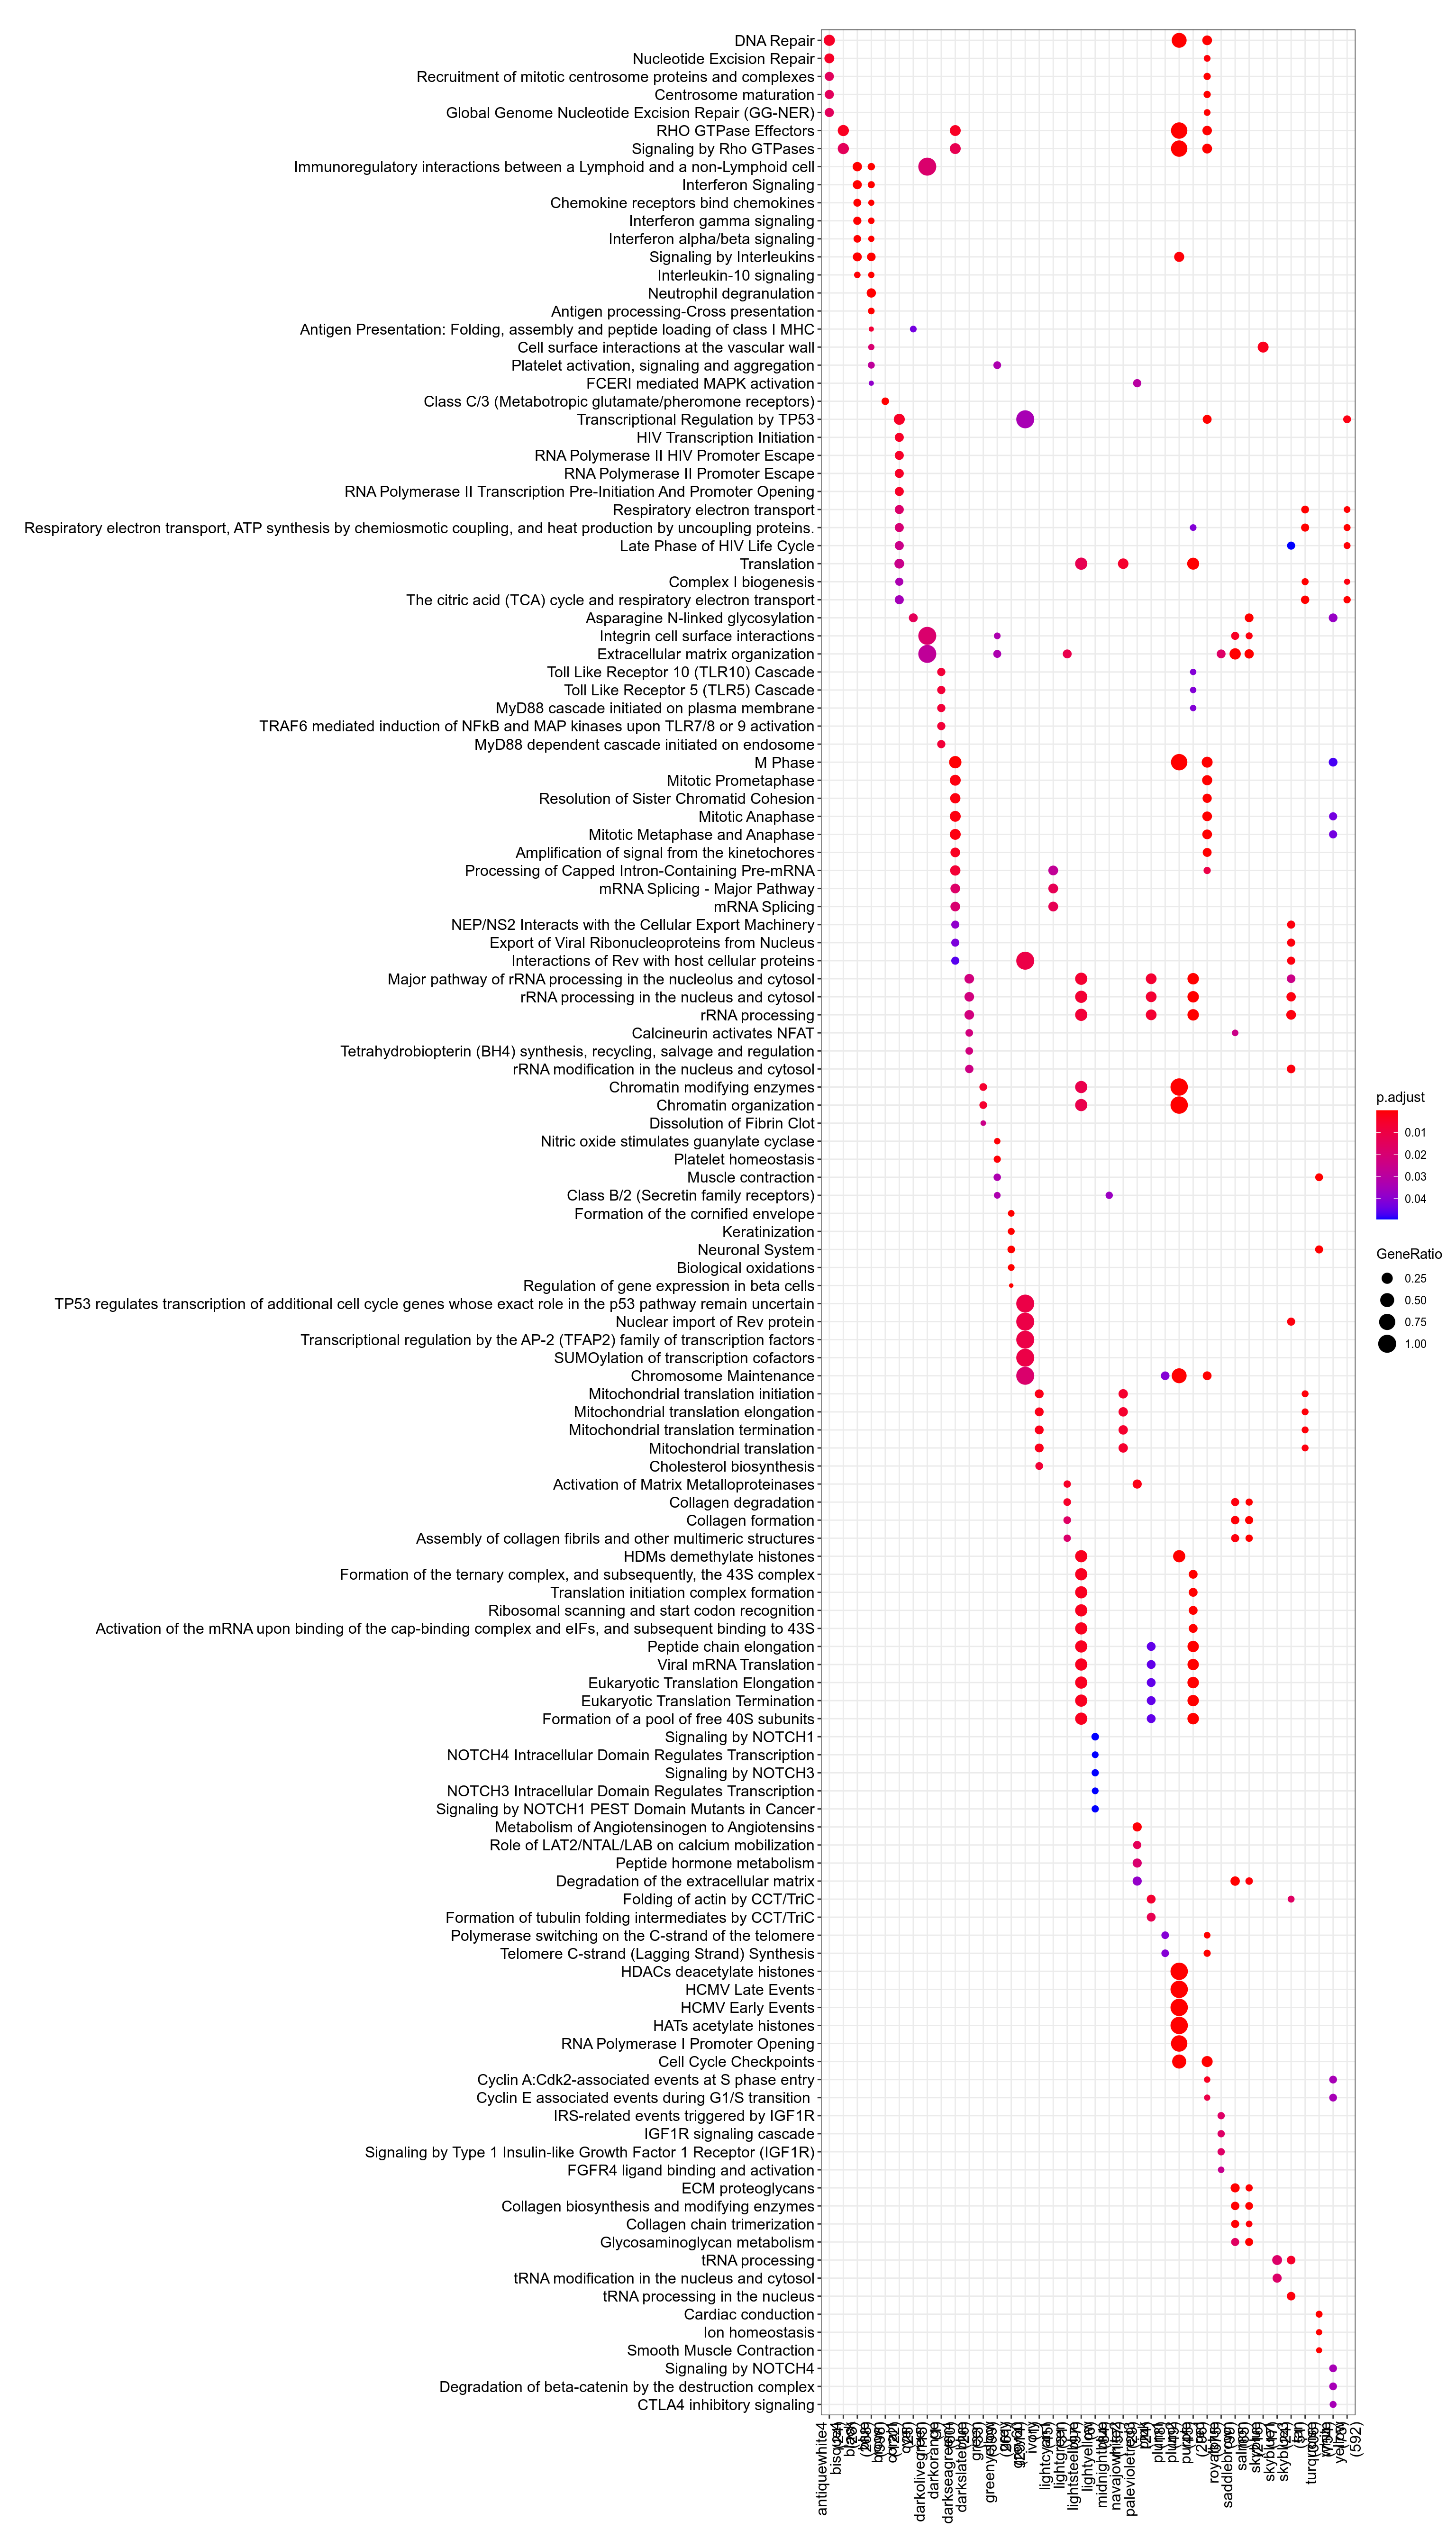 DNA Repair
Nucleotide Excision Repair
Recruitment of mitotic centrosome proteins and complexes
Centrosome maturation
Global Genome Nucleotide Excision Repair (GG-NER)
RHO GTPase Effectors
Signaling by Rho GTPases
Immunoregulatory interactions between a Lymphoid and a non-Lymphoid cell
Interferon Signaling
Chemokine receptors bind chemokines
Interferon gamma signaling
Interferon alpha/beta signaling
Signaling by Interleukins
Interleukin-10 signaling
Neutrophil degranulation
Antigen processing-Cross presentation
Antigen Presentation: Folding, assembly and peptide loading of class I MHC
Cell surface interactions at the vascular wall
Platelet activation, signaling and aggregation
FCERI mediated MAPK activation
Class C/3 (Metabotropic glutamate/pheromone receptors)
Transcriptional Regulation by TP53
HIV Transcription Initiation
RNA Polymerase II HIV Promoter Escape
RNA Polymerase II Promoter Escape
RNA Polymerase II Transcription Pre-Initiation And Promoter Opening
Respiratory electron transport
Respiratory electron transport, ATP synthesis by chemiosmotic coupling, and heat production by uncoupling proteins.
Late Phase of HIV Life Cycle
Translation
Complex I biogenesis
The citric acid (TCA) cycle and respiratory electron transport
Asparagine N-linked glycosylation
Integrin cell surface interactions
Extracellular matrix organization
Toll Like Receptor 10 (TLR10) Cascade
Toll Like Receptor 5 (TLR5) Cascade
MyD88 cascade initiated on plasma membrane
TRAF6 mediated induction of NFkB and MAP kinases upon TLR7/8 or 9 activation
MyD88 dependent cascade initiated on endosome
M Phase
Mitotic Prometaphase
Resolution of Sister Chromatid Cohesion
Mitotic Anaphase
Mitotic Metaphase and Anaphase
Amplification of signal from the kinetochores
Processing of Capped Intron-Containing Pre-mRNA
mRNA Splicing - Major Pathway
mRNA Splicing
NEP/NS2 Interacts with the Cellular Export Machinery
Export of Viral Ribonucleoproteins from Nucleus
Interactions of Rev with host cellular proteins
Major pathway of rRNA processing in the nucleolus and cytosol
rRNA processing in the nucleus and cytosol
rRNA processing
Calcineurin activates NFAT
Tetrahydrobiopterin (BH4) synthesis, recycling, salvage and regulation
rRNA modification in the nucleus and cytosol
Chromatin modifying enzymes
Chromatin organization
Dissolution of Fibrin Clot
Nitric oxide stimulates guanylate cyclase
Platelet homeostasis
Muscle contraction
Class B/2 (Secretin family receptors)
Formation of the cornified envelope
Keratinization
Neuronal System
Biological oxidations
Regulation of gene expression in beta cells
TP53 regulates transcription of additional cell cycle genes whose exact role in the p53 pathway remain uncertain
Nuclear import of Rev protein
Transcriptional regulation by the AP-2 (TFAP2) family of transcription factors
SUMOylation of transcription cofactors
Chromosome Maintenance
Mitochondrial translation initiation
Mitochondrial translation elongation
Mitochondrial translation termination
Mitochondrial translation
Cholesterol biosynthesis
Activation of Matrix Metalloproteinases
Collagen degradation
Collagen formation
Assembly of collagen fibrils and other multimeric structures
HDMs demethylate histones
Formation of the ternary complex, and subsequently, the 43S complex
Translation initiation complex formation
Ribosomal scanning and start codon recognition
Activation of the mRNA upon binding of the cap-binding complex and eIFs, and subsequent binding to 43S
Peptide chain elongation
Viral mRNA Translation
Eukaryotic Translation Elongation
Eukaryotic Translation Termination
Formation of a pool of free 40S subunits
Signaling by NOTCH1
NOTCH4 Intracellular Domain Regulates Transcription
Signaling by NOTCH3
NOTCH3 Intracellular Domain Regulates Transcription
Signaling by NOTCH1 PEST Domain Mutants in Cancer
Metabolism of Angiotensinogen to Angiotensins
Role of LAT2/NTAL/LAB on calcium mobilization
Peptide hormone metabolism
Degradation of the extracellular matrix
Folding of actin by CCT/TriC
Formation of tubulin folding intermediates by CCT/TriC
Polymerase switching on the C-strand of the telomere
Telomere C-strand (Lagging Strand) Synthesis
HDACs deacetylate histones
HCMV Late Events
HCMV Early Events
HATs acetylate histones
RNA Polymerase I Promoter Opening
Cell Cycle Checkpoints
Cyclin A:Cdk2-associated events at S phase entry
Cyclin E associated events during G1/S transition
IRS-related events triggered by IGF1R
IGF1R signaling cascade
Signaling by Type 1 Insulin-like Growth Factor 1 Receptor (IGF1R)
FGFR4 ligand binding and activation
ECM proteoglycans
Collagen biosynthesis and modifying enzymes
Collagen chain trimerization
Glycosaminoglycan metabolism
tRNA processing
tRNA modification in the nucleus and cytosol
tRNA processing in the nucleus
Cardiac conduction
Ion homeostasis
Smooth Muscle Contraction
Signaling by NOTCH4
Degradation of beta-catenin by the destruction complex
CTLA4 inhibitory signaling
p.adjust
0.01
0.02
0.03
0.04
GeneRatio
0.25
0.50
0.75
1.00
antiquewhite4
(592)